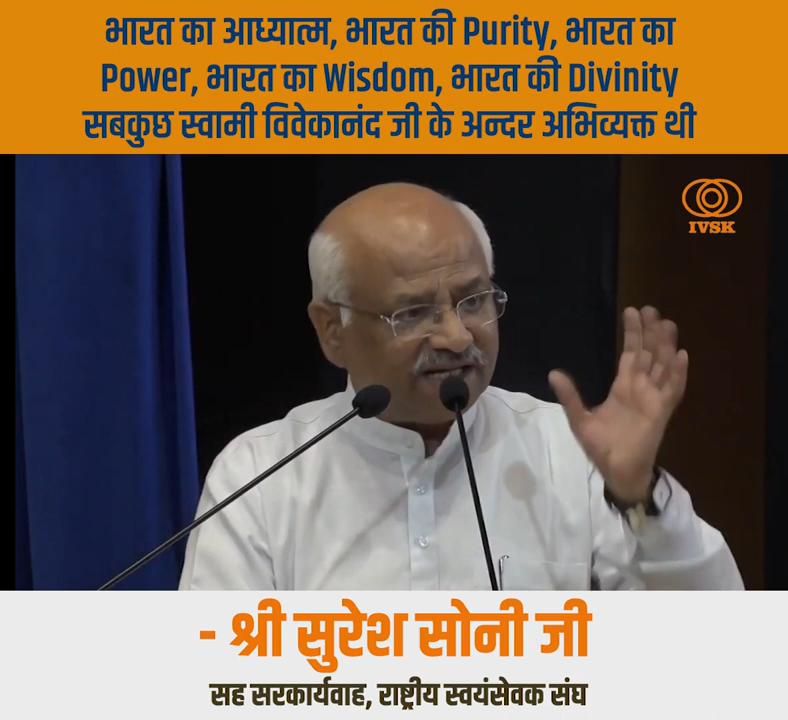 भारत का आध्यात्म, भारत की Purity, भारत का
Power, भारत का Wisdom, भारत की Divinity
सबकुछ स्वामी विवेकानंद जी के अन्दर अभिव्यक्त थी
IVSK
- श्री सुरेश सोनी जी
सह सरकार्यवाह, राष्ट्रीय स्वयंसेवक संघ